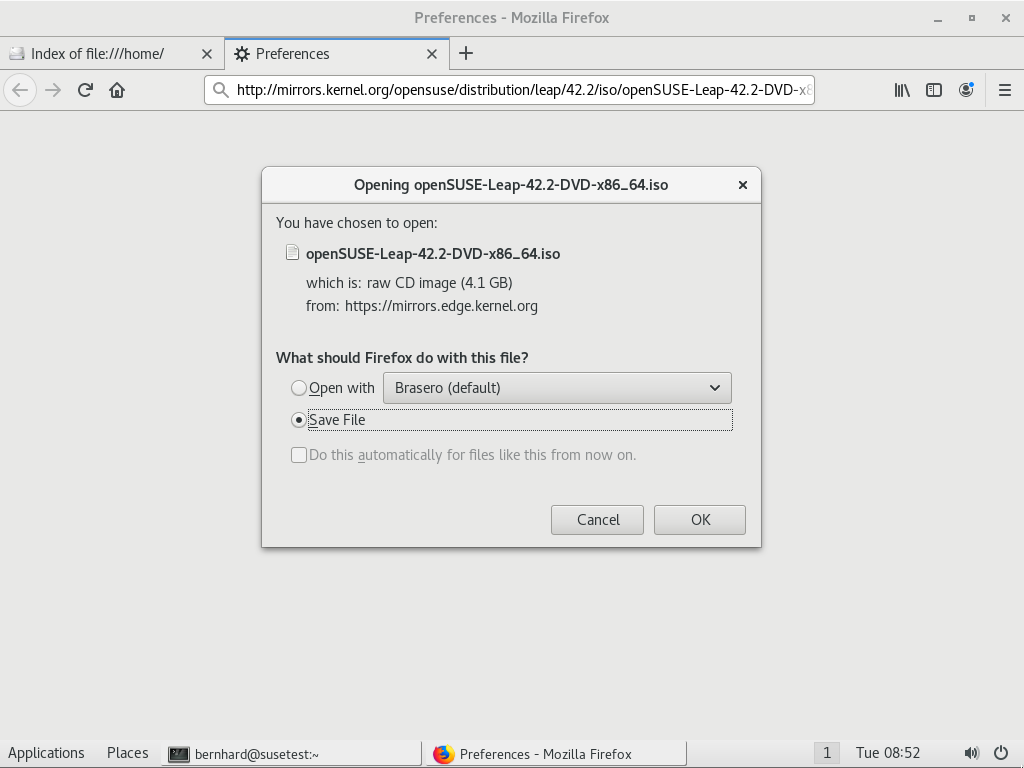 Preferences - Mozilla Firefox
Index of file:///home/
Preferences
http://mirrors.kernel.org/opensuse/distribution/leap/42.2/iso/openSUSE-Leap-42.2-DVD-x8
Opening openSUSE-Leap-42.2-DVD-x86_64.iso
You have chosen to open:
openSUSE-Leap-42.2-DVD-x86_64.iso
which is: raw CD image (4.1 GB)
from: https://mirrors.edge.kernel.org
What should Firefox do with this file?
Open with Brasero (default)
Save File
Do this automatically for files like this from now on.
Cancel OK
Applications Places bernhard@susetest:~ Preferences - Mozilla Firefox 1 Tue 08:52